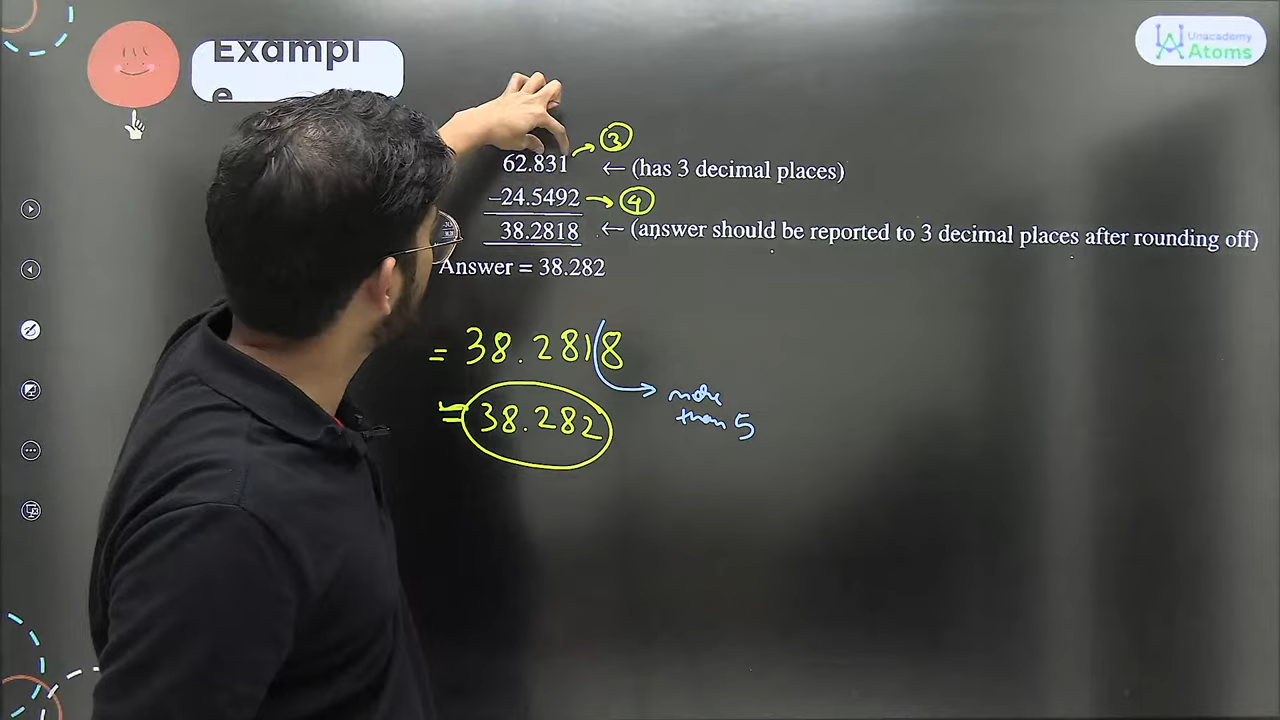 Exampl
e
Unacademy
Atoms
3
62.831 ← (has 3 decimal places)
–24.5492 → 4
38.2818 ← (answer should be reported to 3 decimal places after rounding off)
Answer = 38.282
= 38.2818
more
than 5
= 38.282